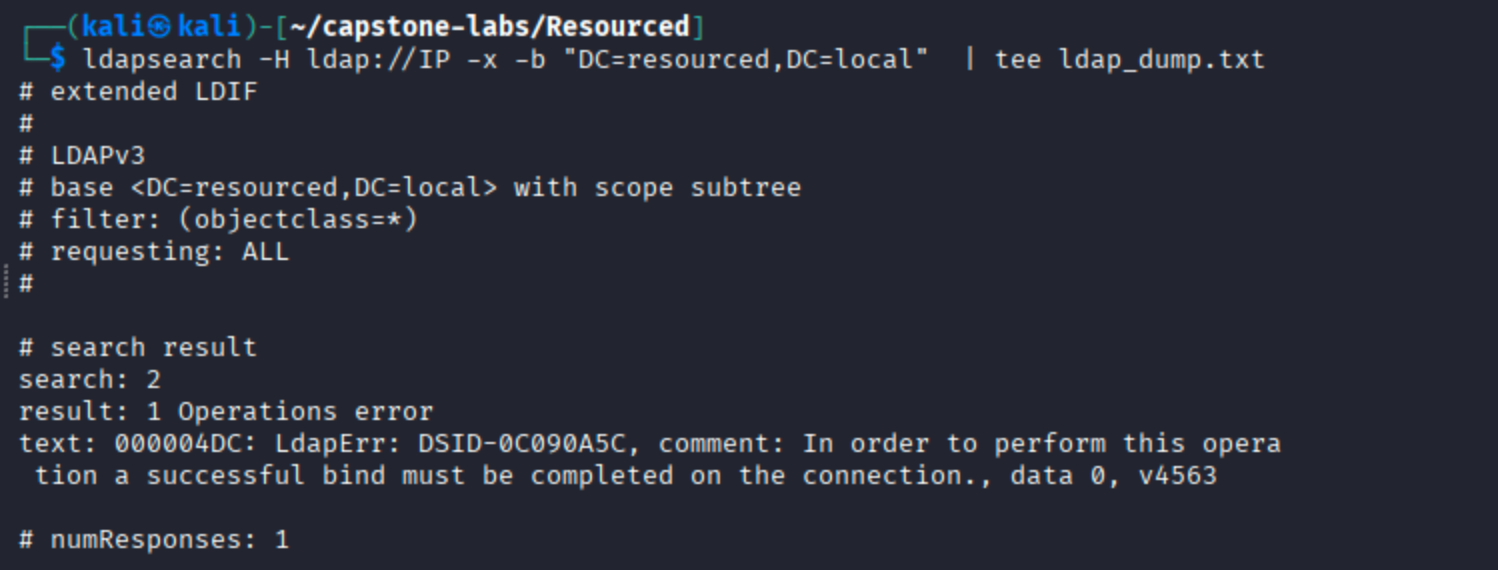 ┌──(kali㉿kali)-[~/capstone-labs/Resourced]
└─$ ldapsearch -H ldap://IP -x -b "DC=resourced,DC=local"  | tee ldap_dump.txt
# extended LDIF
#
# LDAPv3
# base <DC=resourced,DC=local> with scope subtree
# filter: (objectclass=*)
# requesting: ALL
#
# search result
search: 2
result: 1 Operations error
text: 000004DC: LdapErr: DSID-0C090A5C, comment: In order to perform this opera
 tion a successful bind must be completed on the connection., data 0, v4563
# numResponses: 1